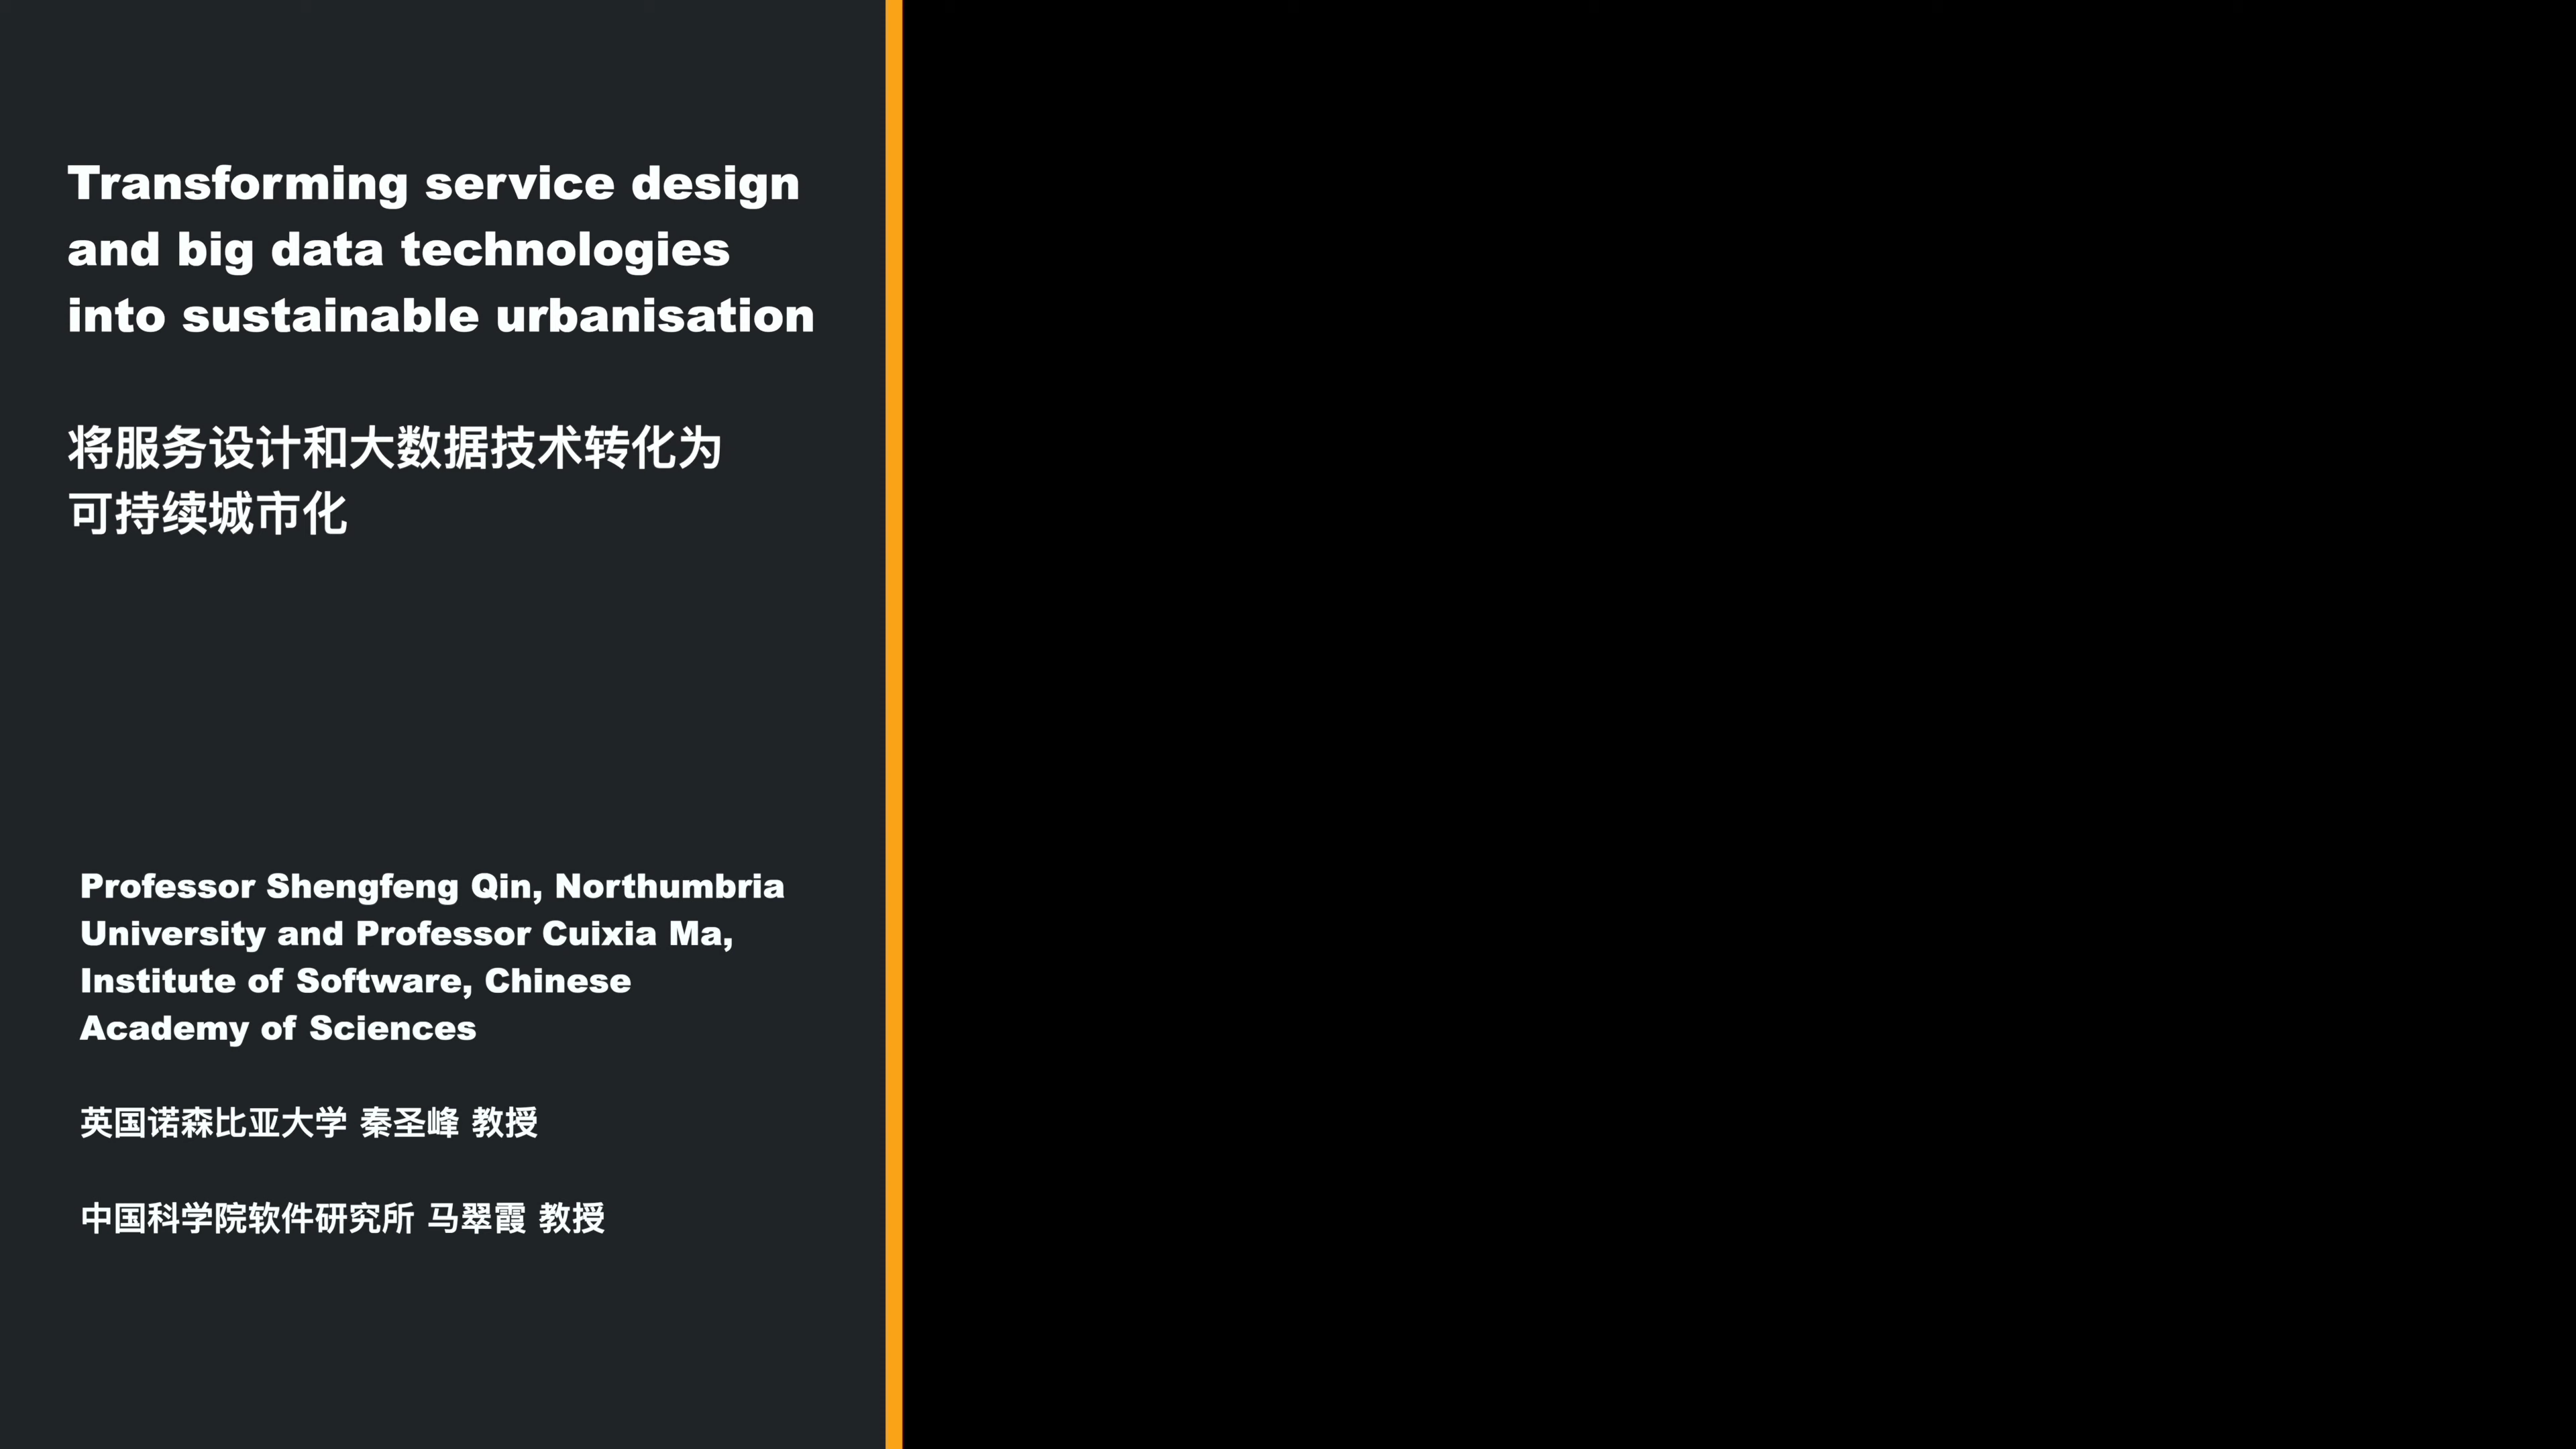 Transforming service design
and big data technologies
into sustainable urbanisation
将服务设计和大数据技术转化为
可持续城市化
Professor Shengfeng Qin, Northumbria
University and Professor Cuixia Ma,
Institute of Software, Chinese
Academy of Sciences
英国诺森比亚大学 秦圣峰 教授
中国科学院软件研究所 马翠霞 教授